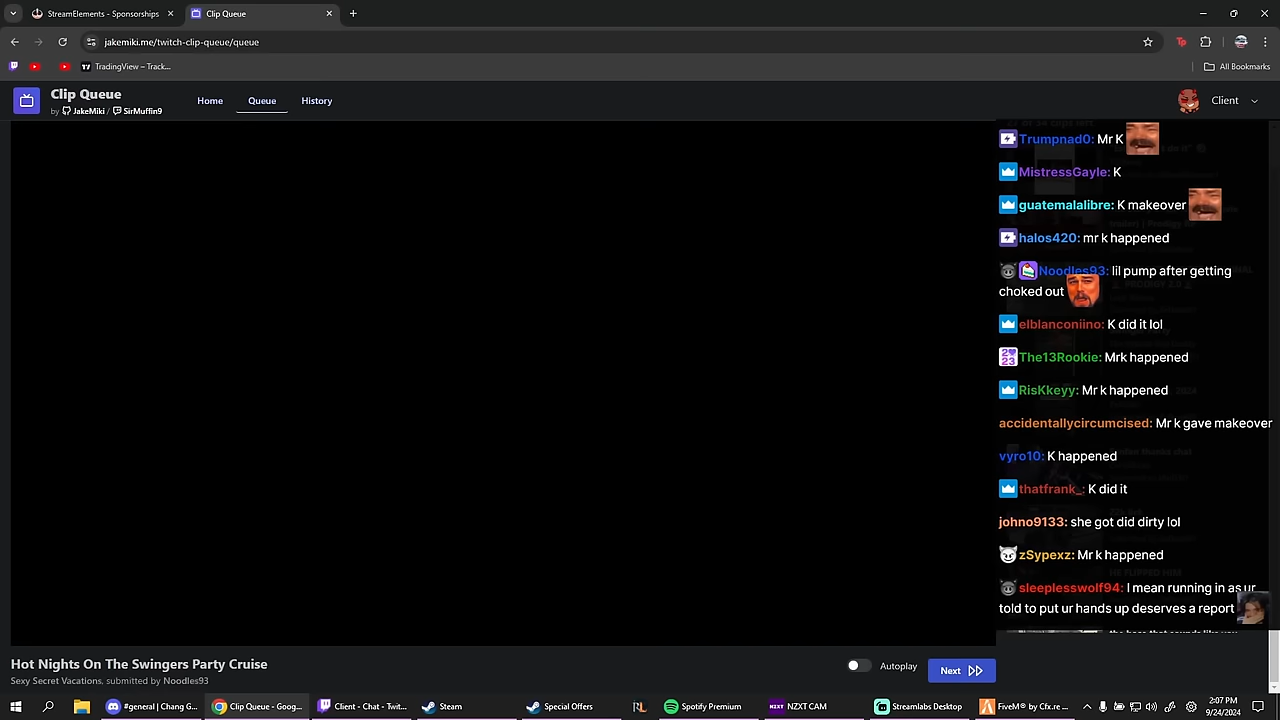 StreamElements - Sponsorships
Clip Queue
jakemiki.me/twitch-clip-queue/queue
TradingView – Track...
All Bookmarks
Clip Queue
by JakeMiki / SirMuffin9
Home
Queue
History
Client
Trumpnad0: Mr K
MistressGayle: K
guatemalalibre: K makeover
halos420: mr k happened
Noodles93: lil pump after getting
choked out
elblanconiino: K did it lol
The13Rookie: Mrk happened
RisKkeyy: Mr k happened
accidentallycircumcised: Mr k gave makeover
vyro10: K happened
thatfrank_: K did it
johno9133: she got did dirty lol
zSypexz: Mr k happened
sleeplesswolf94: I mean running in as ur
told to put ur hands up deserves a report
Hot Nights On The Swingers Party Cruise
Sexy Secret Vacations, submitted by Noodles93
Autoplay
Next
#general | Chang G...
Clip Queue - Goog...
Client - Chat - Twit...
Steam
Special Offers
Spotify Premium
NZXT CAM
Streamlabs Desktop
FiveM® by Cfx.re ...
2:07 PM
9/24/2024